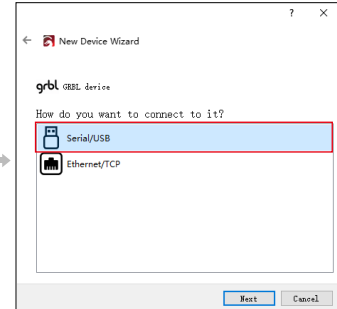 ? ×
← New Device Wizard
grbl GRBL device
How do you want to connect to it?
Serial/USB
Ethernet/TCP
Next Cancel